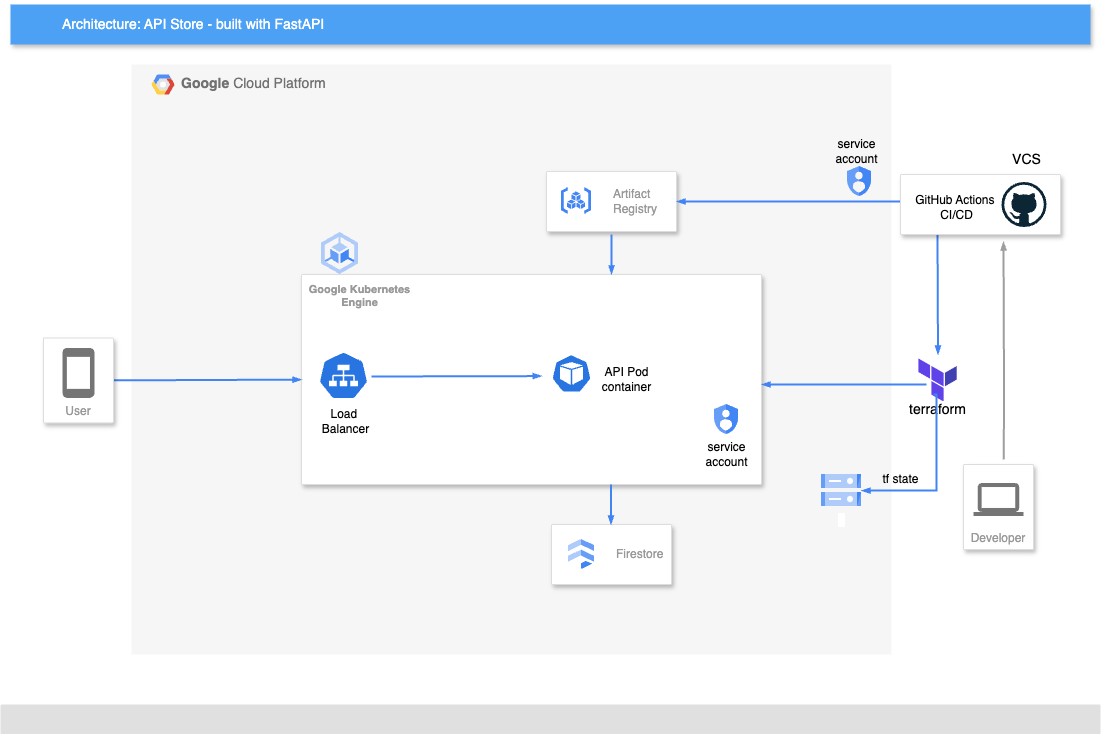 Architecture: API Store - built with FastAPI
Google Cloud Platform
service
account
VCS
Artifact
Registry
GitHub Actions
CI/CD
Google Kubernetes
Engine
User
Load
Balancer
API Pod
container
service
account
terraform
tf state
Developer
Firestore